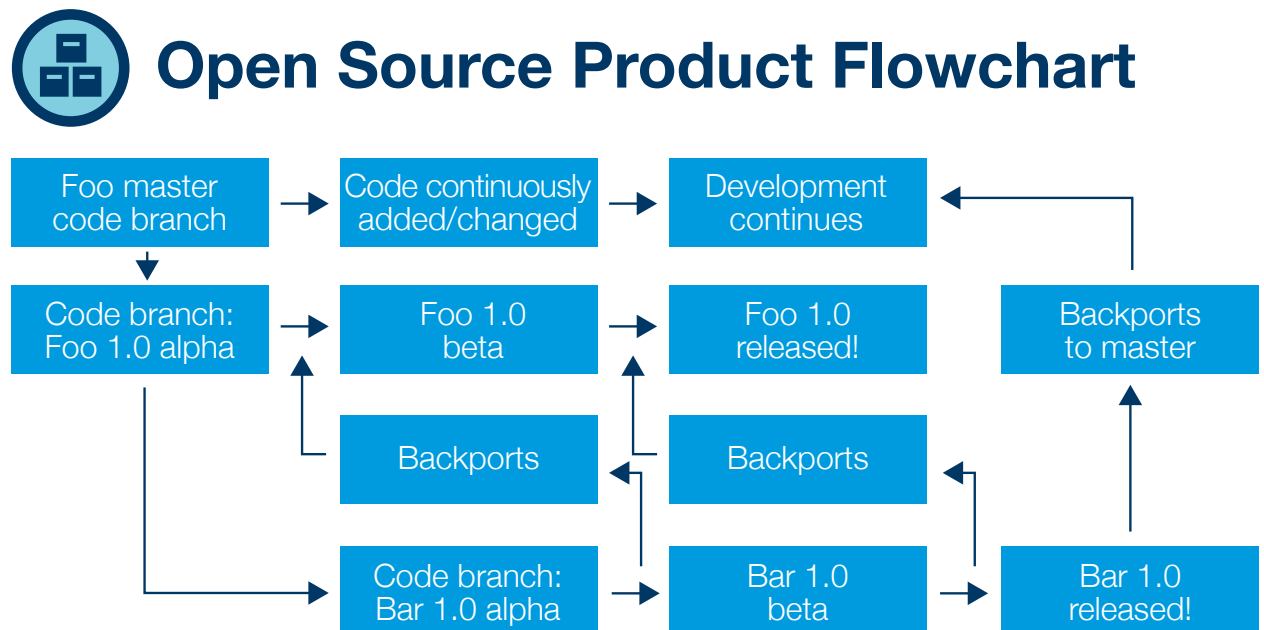 Open Source Product Flowchart
Foo master
code branch
Code continuously
added/changed
Development
continues
Code branch:
Foo 1.0 alpha
Foo 1.0
beta
Foo 1.0
released!
Backports
to master
Backports
Backports
Code branch:
Bar 1.0 alpha
Bar 1.0
beta
Bar 1.0
released!